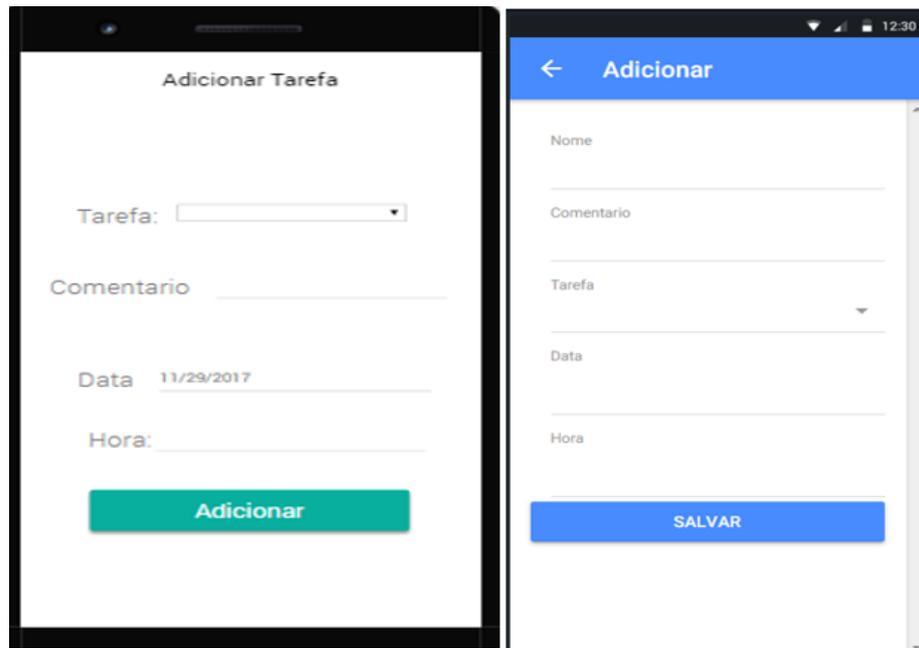 Adicionar Tarefa
Tarefa:
Comentario
Data 11/29/2017
Hora:
Adicionar
12:30
Adicionar
Nome
Comentario
Tarefa
Data
Hora
SALVAR